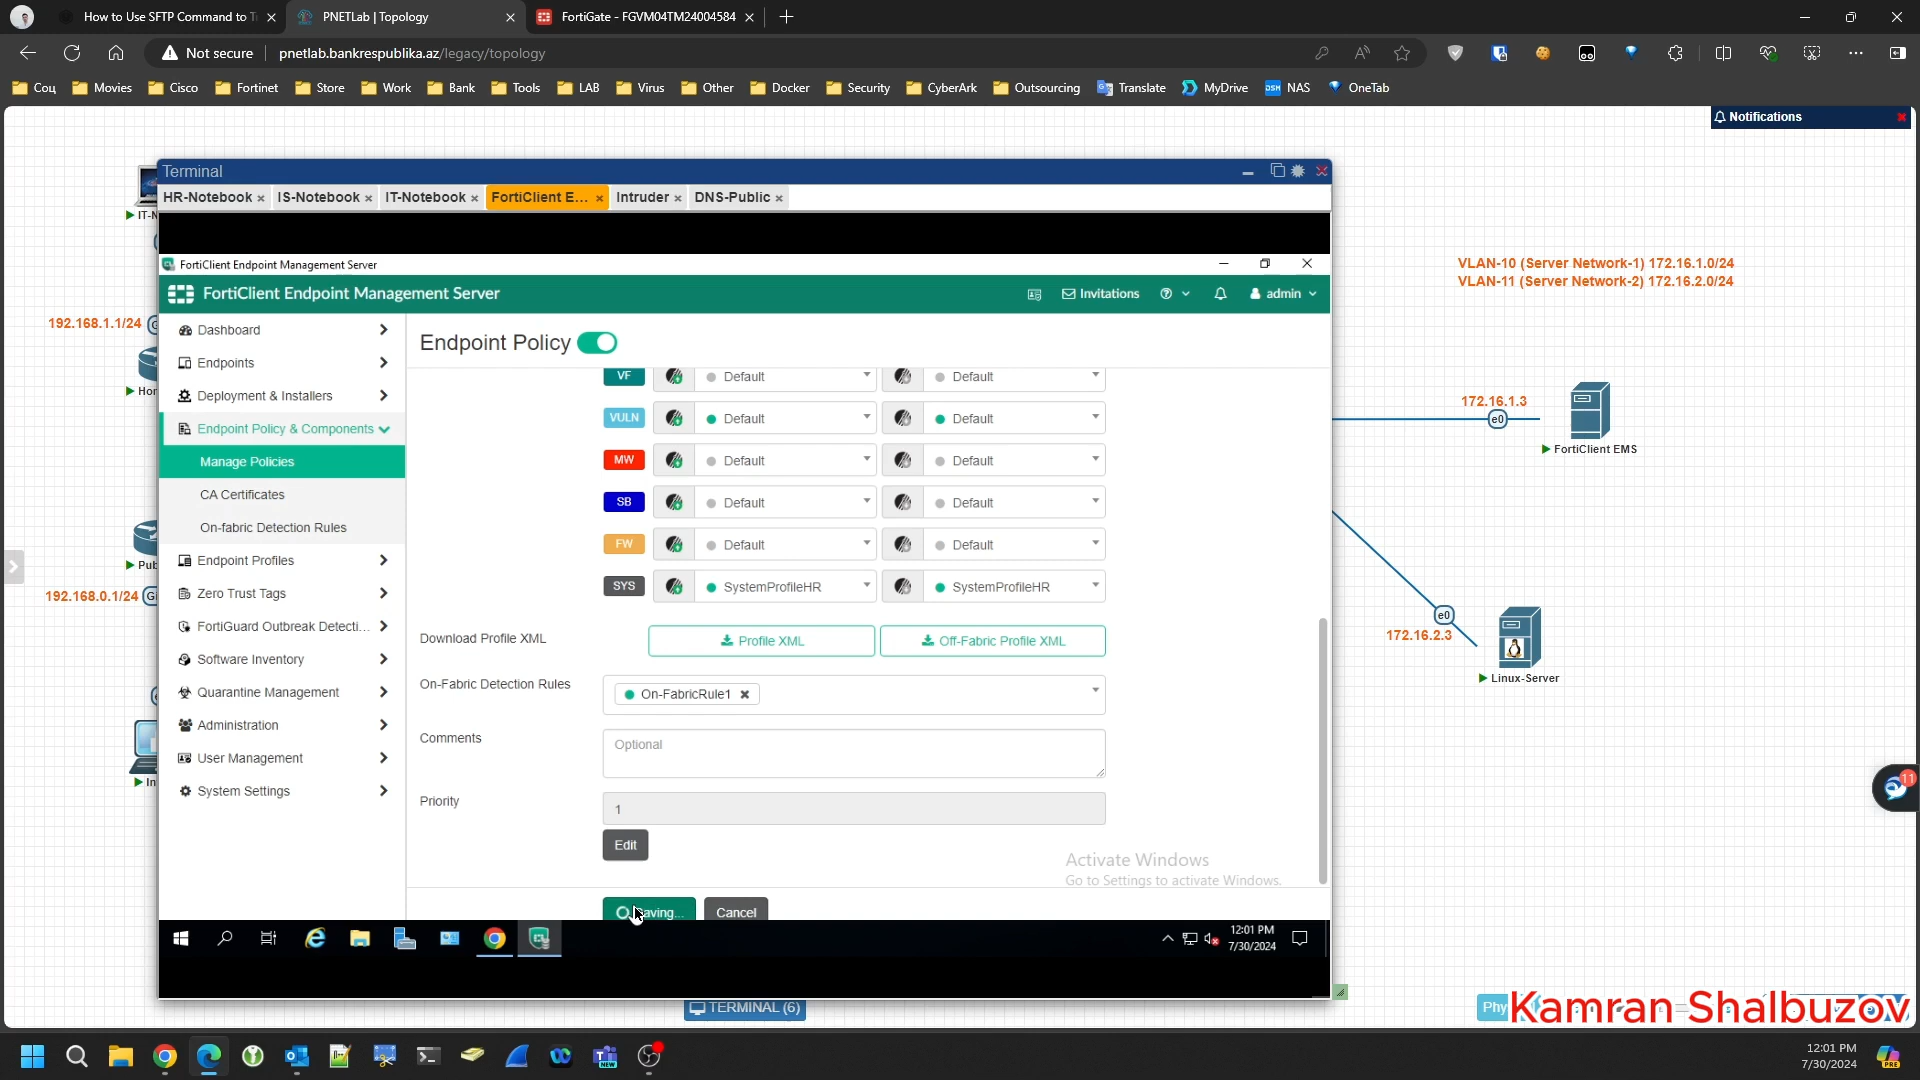 How to Use SFTP Command to
PNETLab | Topology
FortiGate - FGVM04TM24004584
Not secure
pnetlab.bankrespublika.az/legacy/topology
Соц
Movies
Cisco
Fortinet
Store
Work
Bank
Tools
LAB
Virus
Other
Docker
Security
CyberArk
Outsourcing
Translate
MyDrive
NAS
OneTab
Notifications
Terminal
HR-Notebook
IS-Notebook
IT-Notebook
FortiClient E...
Intruder
DNS-Public
FortiClient Endpoint Management Server
FortiClient Endpoint Management Server
Invitations
admin
Dashboard
Endpoints
Deployment & Installers
Endpoint Policy & Components
Manage Policies
CA Certificates
On-fabric Detection Rules
Endpoint Profiles
Zero Trust Tags
FortiGuard Outbreak Detecti...
Software Inventory
Quarantine Management
Administration
User Management
System Settings
Endpoint Policy
VF Default Default
VULN Default Default
MW Default Default
SB Default Default
FW Default Default
SYS SystemProfileHR SystemProfileHR
Download Profile XML
Profile XML
Off-Fabric Profile XML
On-Fabric Detection Rules
On-FabricRule1
Comments
Optional
Priority
1
Edit
Activate Windows
Go to Settings to activate Windows.
aving...
Cancel
12:01 PM
7/30/2024
IT-N
192.168.1.1/24
Hor
Pub
192.168.0.1/24
In
VLAN-10 (Server Network-1) 172.16.1.0/24
VLAN-11 (Server Network-2) 172.16.2.0/24
172.16.1.3
e0
FortiClient EMS
e0
172.16.2.3
Linux-Server
11
TERMINAL (6)
Phy
Kamran Shalbuzov
12:01 PM
7/30/2024